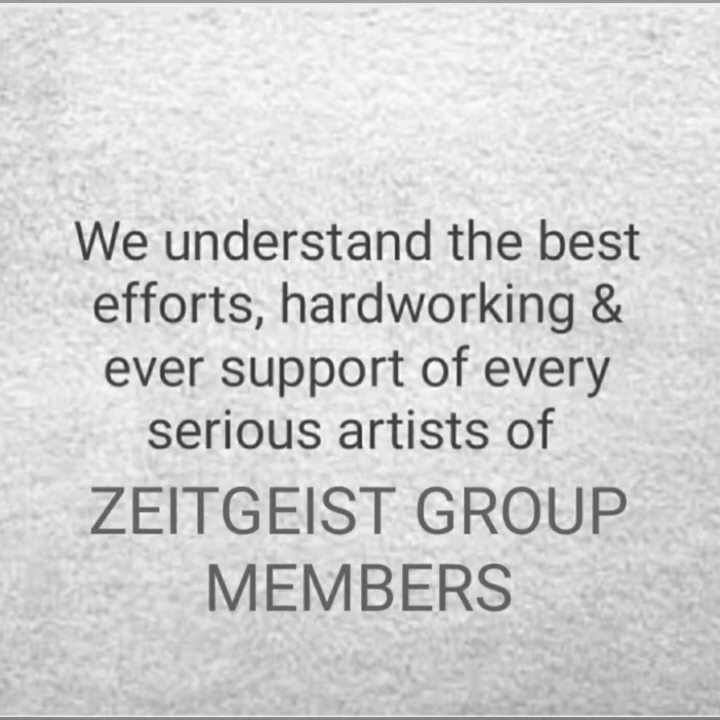 We understand the best
efforts, hardworking &
ever support of every
serious artists of
ZEITGEIST GROUP
MEMBERS